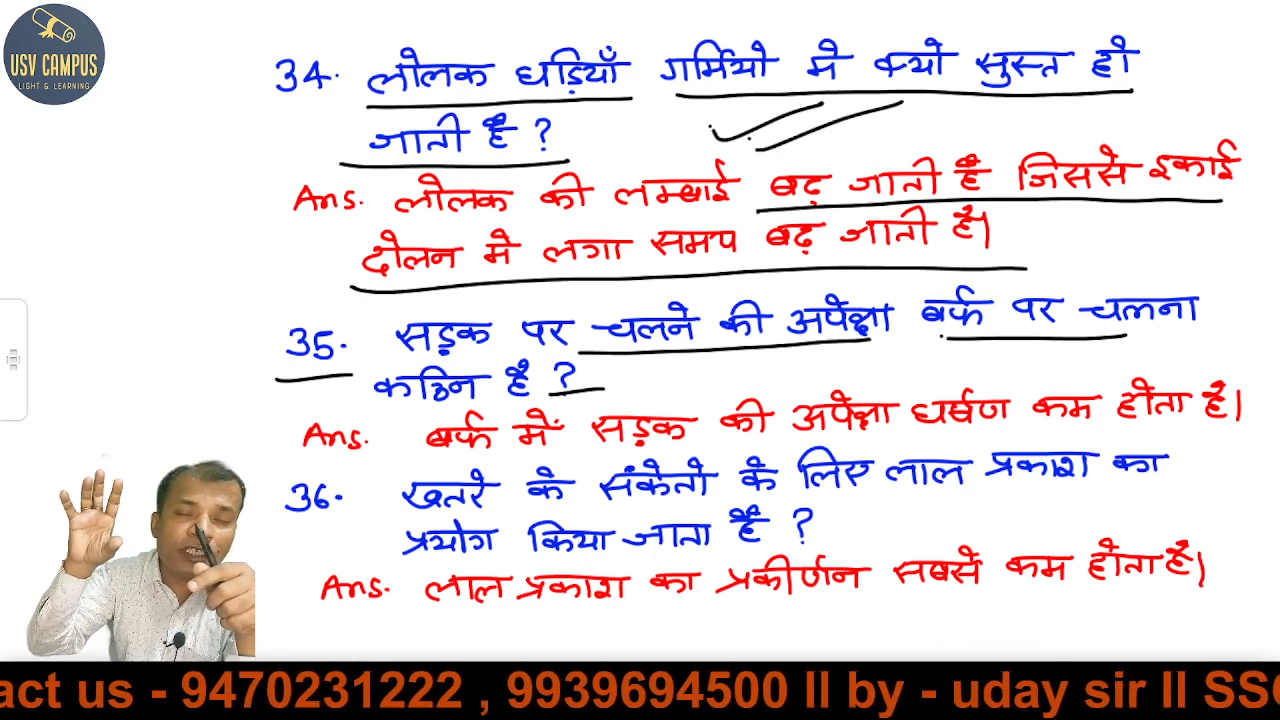 USV CAMPUS
LIGHT & LEARNING
34. लोलक घड़ियाँ गर्मियो मे क्यो सुस्त हो
जाती है ?
Ans. लोलक की लम्बाई बढ़ जाती है जिससे इकाई
दोलन मे लगा समय बढ़ जाती है।
35. सड़क पर चलने की अपेक्षा बर्फ पर चलना
कठिन है ?
Ans. बर्फ में सड़क की अपेक्षा घर्षण कम होता है।
36. खतरे के संकेतो के लिए लाल प्रकाश का
प्रयोग किया जाता है ?
Ans. लाल प्रकाश का प्रकीर्णन सबसे कम होता है।
act us - 9470231222 , 9939694500 ll by - uday sir II SSC